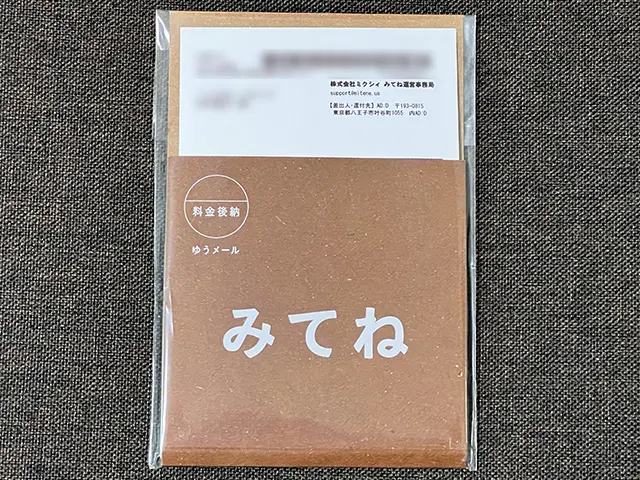 株式会社ミクシィ みてね運営事務局
support@mitene.us
【差出人・還付先】AD.D 〒193-0815
東京都八王子市叶谷町1055 内AD.D
料金後納
ゆうメール
みてね